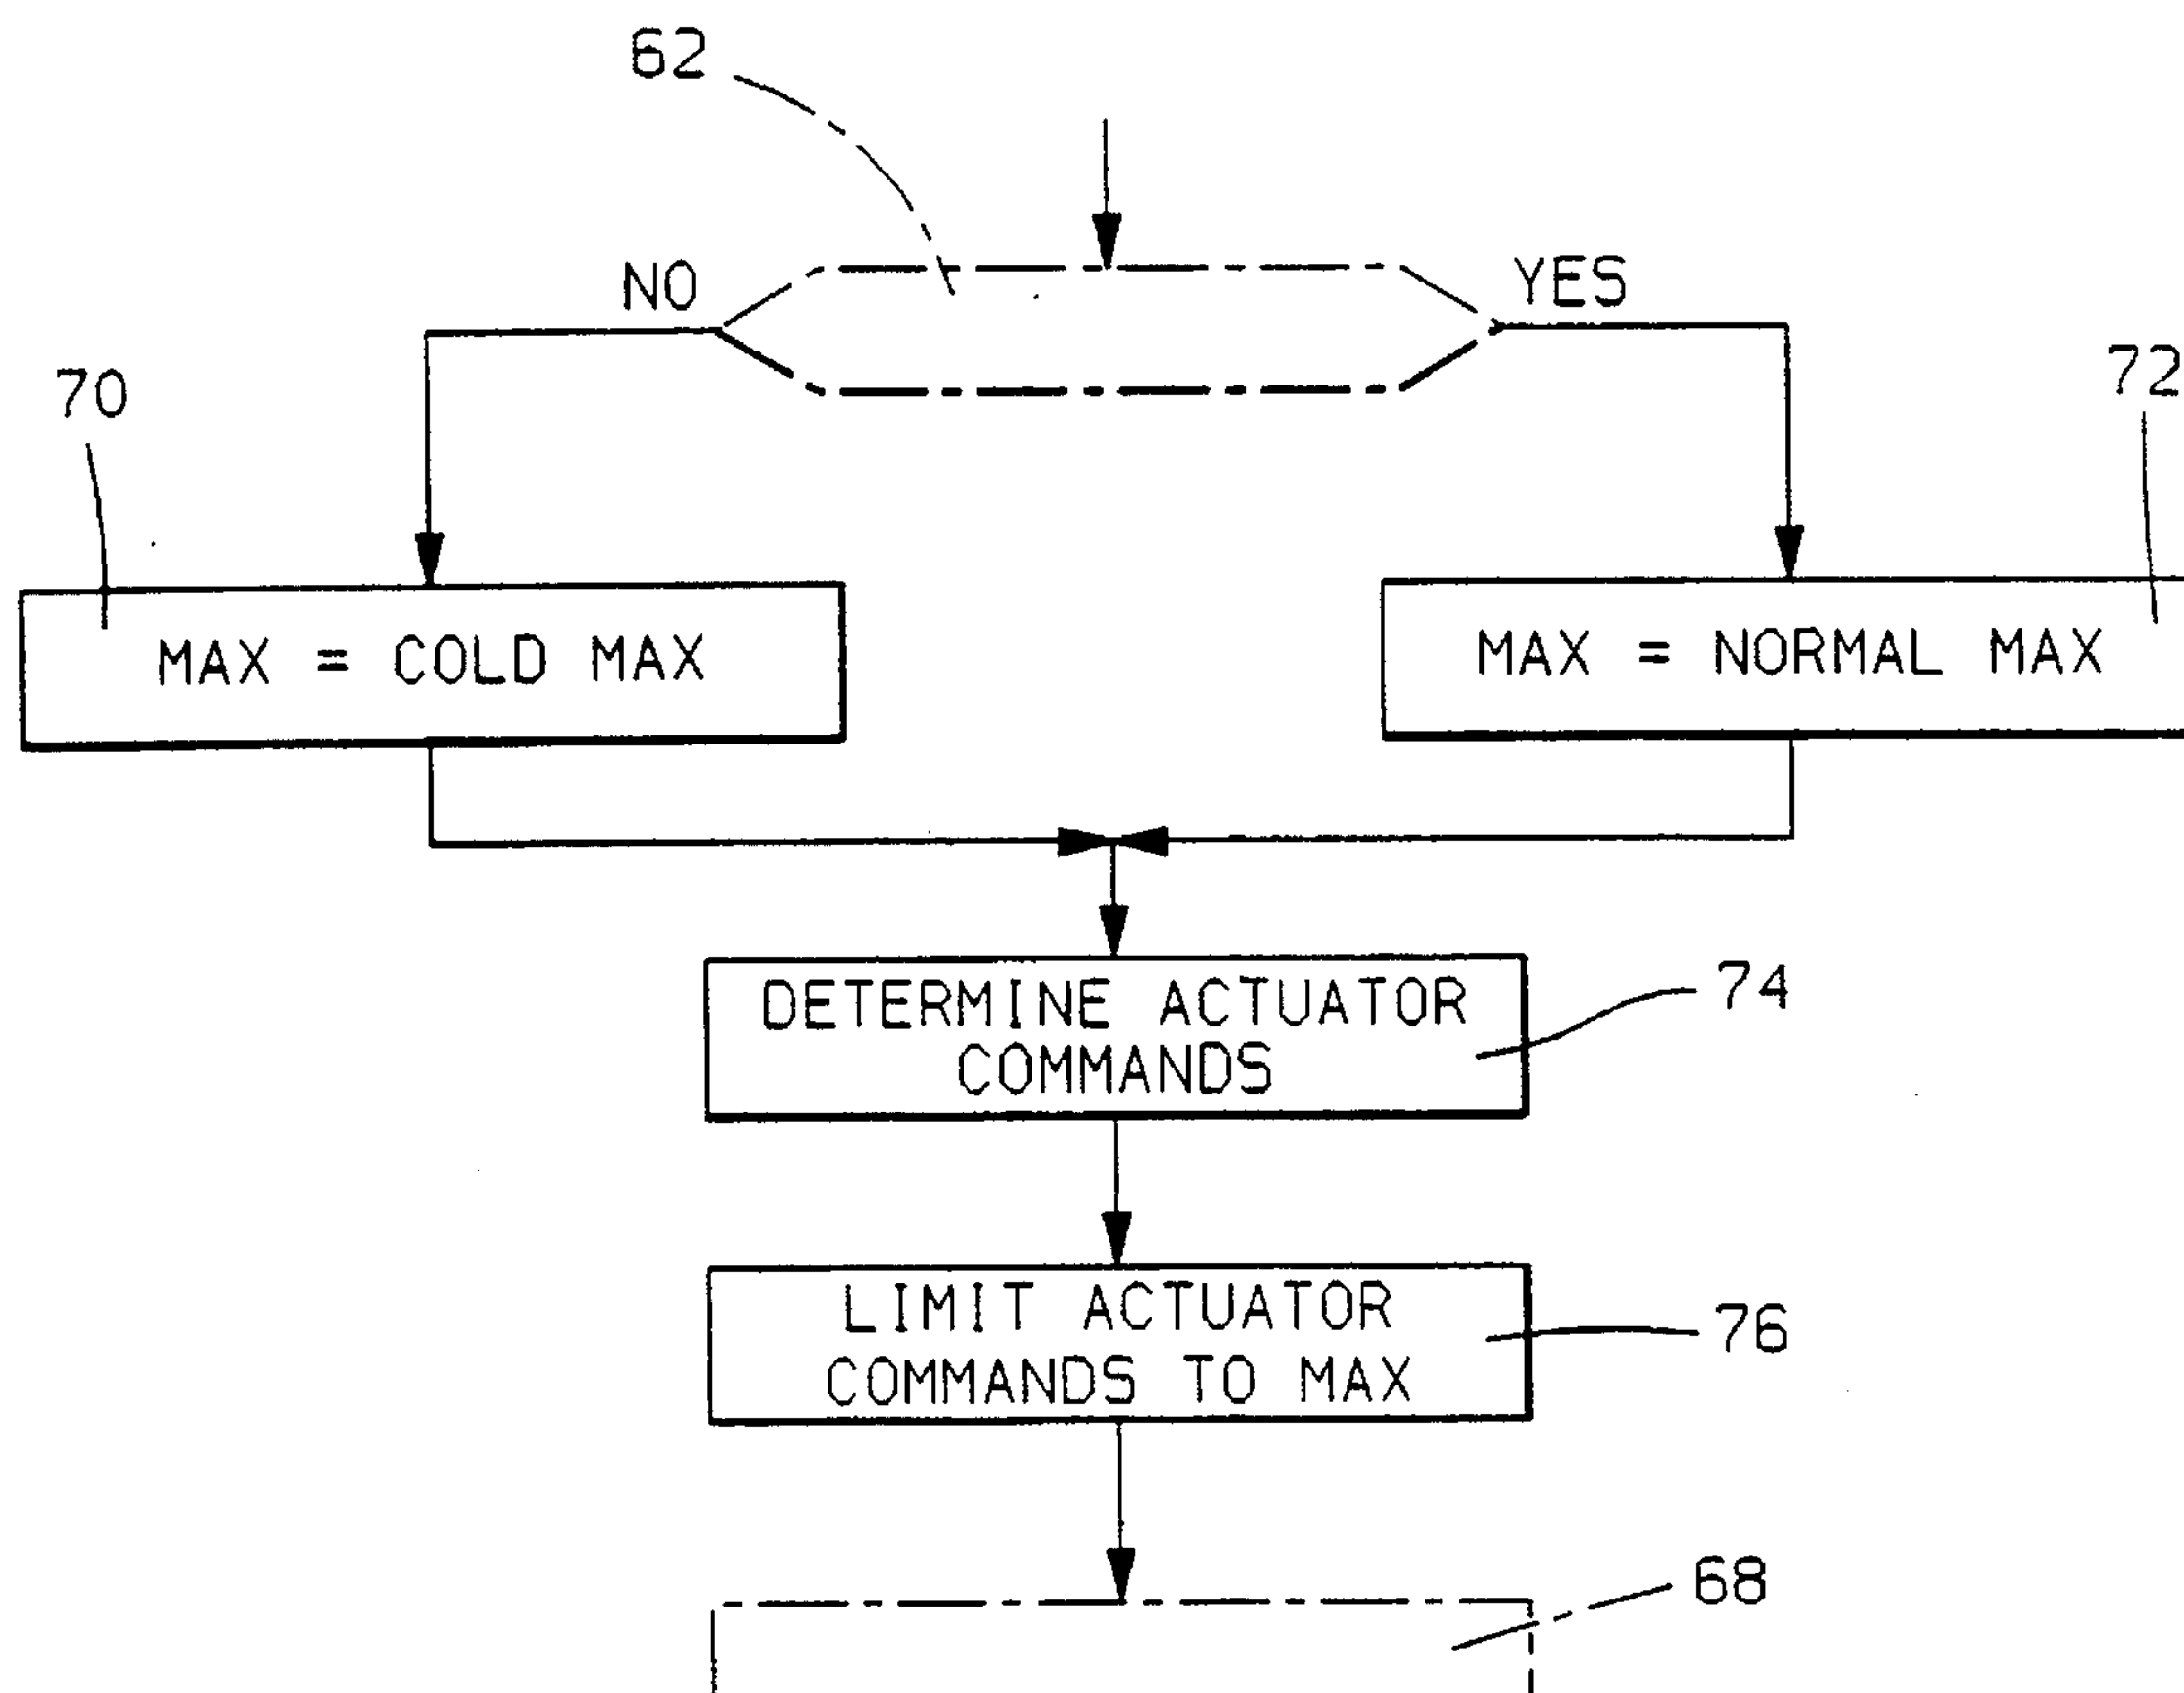 62
NO
YES
70
72
MAX = COLD MAX
MAX = NORMAL MAX
DETERMINE ACTUATOR
COMMANDS
74
LIMIT ACTUATOR
COMMANDS TO MAX
76
68